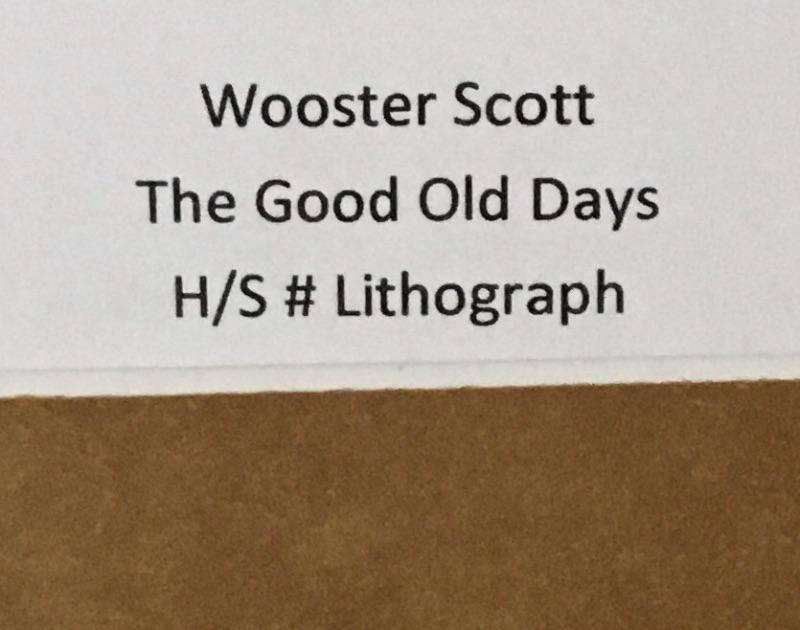 Wooster Scott
The Good Old Days
H/S # Lithograph